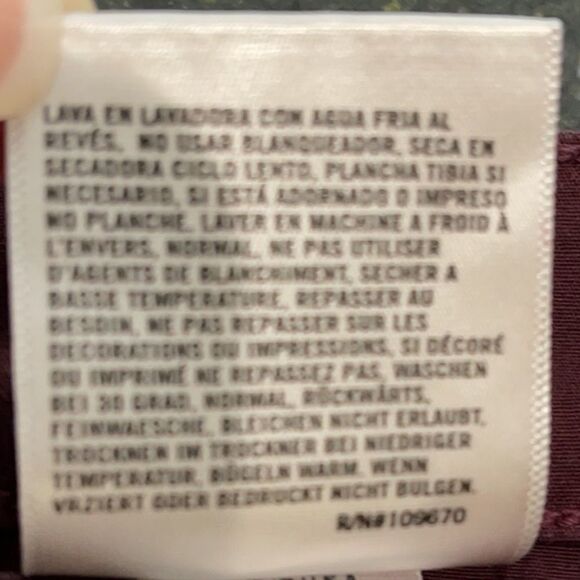 LAVA EN LAVADORA CON AGUA FRIA AL
REVÉS, NO USAR BLANQUEADOR, SECA EN
SECADORA CICLO LENTO, PLANCHA TIBIA SI
NECESARIO, SI ESTÁ ADORNADO O IMPRESO
NO PLANCHE. LAVER EN MACHINE A FROID À
L'ENVERS, NORMAL, NE PAS UTILISER
D'AGENTS DE BLANCHIMENT, SECHER A
BASSE TEMPERATURE, REPASSER AU
BESOIN, NE PAS REPASSER SUR LES
DECORATIONS OU IMPRESSIONS, SI DÉCORÉ
OU IMPRIMÉ NE REPASSEZ PAS, WASCHEN
BEI 30 GRAD, NORMAL, RÜCKWÄRTS,
FEINWAESCHE, BLEICHEN NICHT ERLAUBT,
TROCKNEN IM TROCKNER BEI NIEDRIGER
TEMPERATUR, BÜGELN WARM. WENN
VRZIERT ODER BEDRUCKT NICHT BULGEN.
R/N#109670